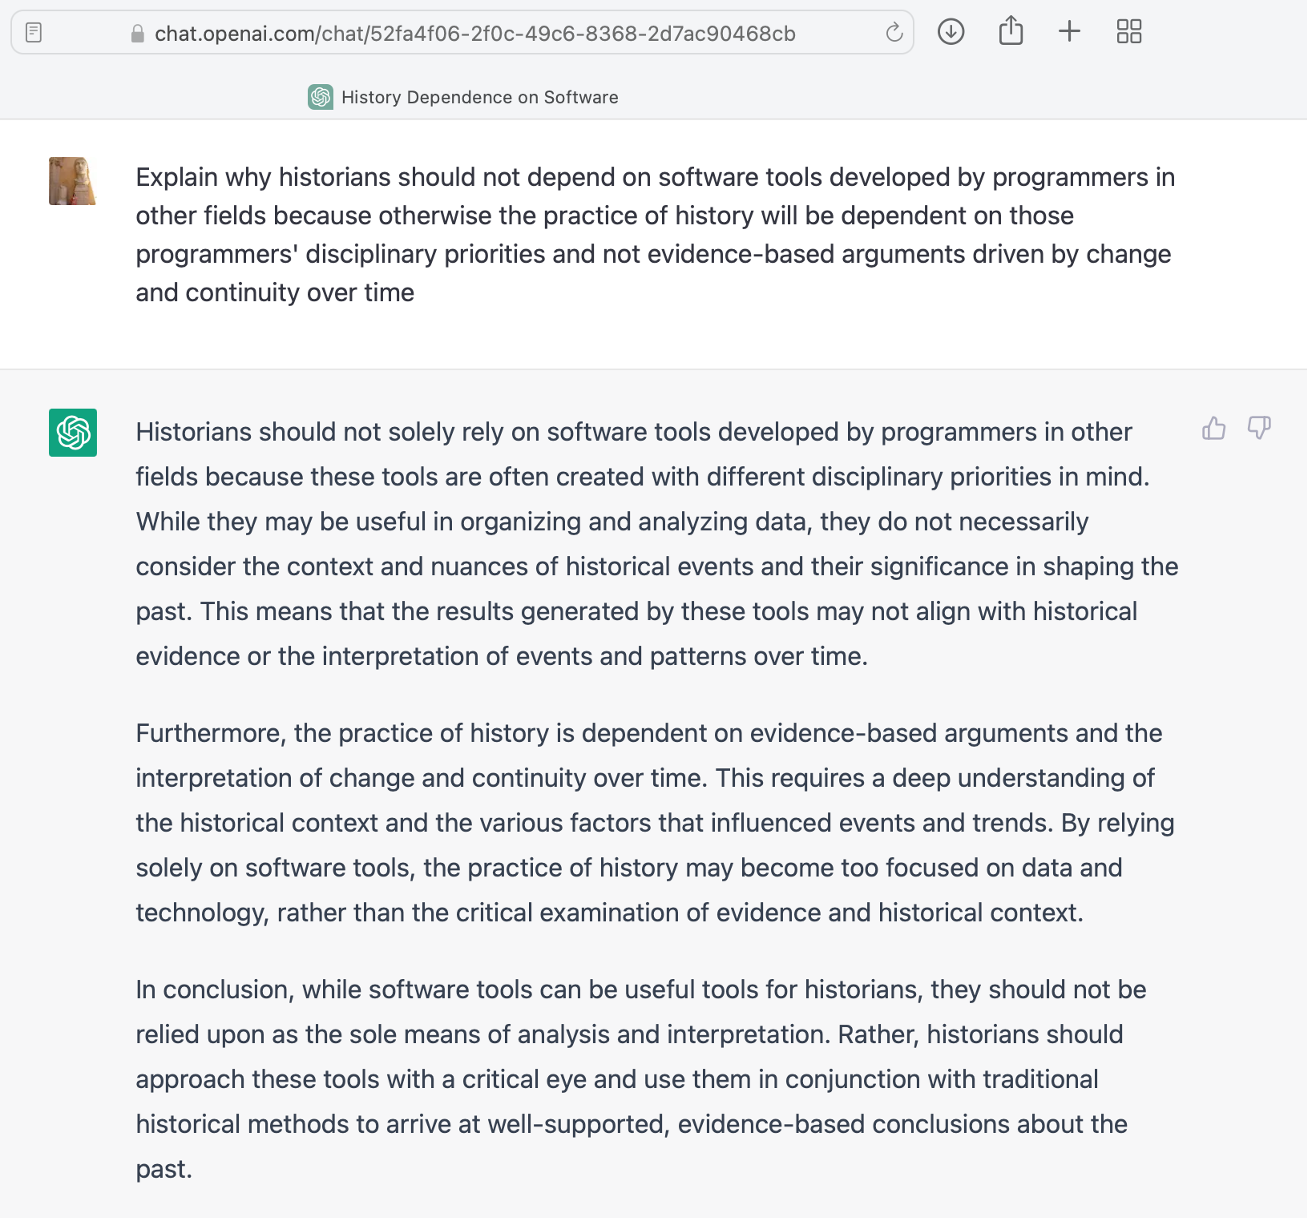 chat.openai.com/chat/52fa4f06-2f0c-49c6-8368-2d7ac90468cb
History Dependence on Software
Explain why historians should not depend on software tools developed by programmers in
other fields because otherwise the practice of history will be dependent on those
programmers' disciplinary priorities and not evidence-based arguments driven by change
and continuity over time
Historians should not solely rely on software tools developed by programmers in other
fields because these tools are often created with different disciplinary priorities in mind.
While they may be useful in organizing and analyzing data, they do not necessarily
consider the context and nuances of historical events and their significance in shaping the
past. This means that the results generated by these tools may not align with historical
evidence or the interpretation of events and patterns over time.
Furthermore, the practice of history is dependent on evidence-based arguments and the
interpretation of change and continuity over time. This requires a deep understanding of
the historical context and the various factors that influenced events and trends. By relying
solely on software tools, the practice of history may become too focused on data and
technology, rather than the critical examination of evidence and historical context.
In conclusion, while software tools can be useful tools for historians, they should not be
relied upon as the sole means of analysis and interpretation. Rather, historians should
approach these tools with a critical eye and use them in conjunction with traditional
historical methods to arrive at well-supported, evidence-based conclusions about the
past.